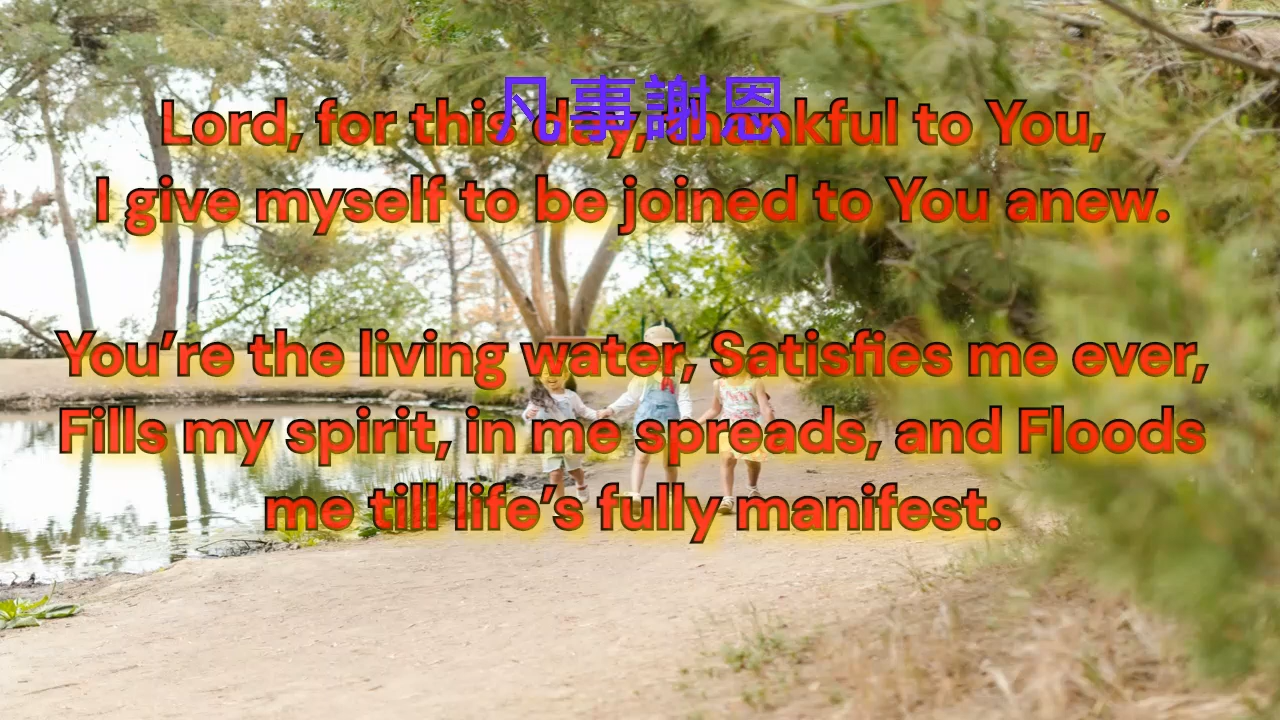 凡事謝恩
Lord, for this day, thankful to You,
I give myself to be joined to You anew.
You’re the living water, Satisfies me ever,
Fills my spirit, in me spreads, and Floods
me till life’s fully manifest.